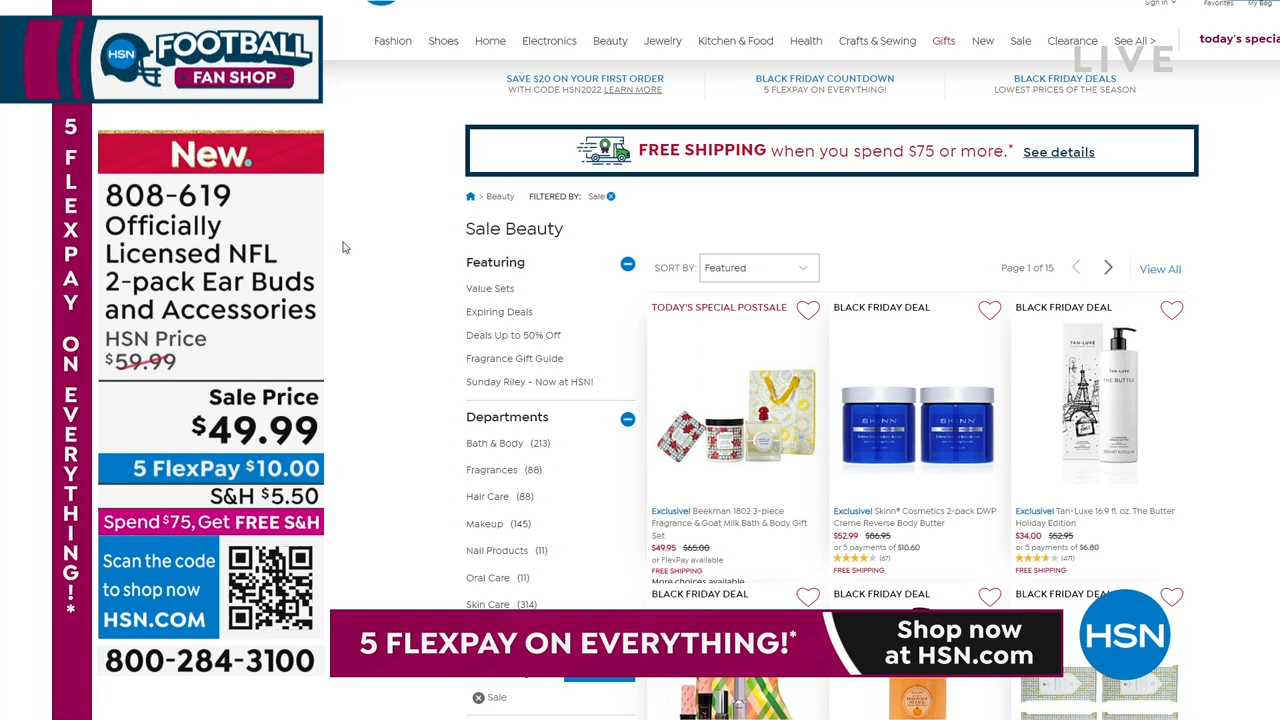 HSN
FOOTBALL
FAN SHOP
5 FLEXPAY ON EVERYTHING!*
New.
808-619
Officially
Licensed NFL
2-pack Ear Buds
and Accessories
HSN Price
$59.99
Sale Price
$49.99
5 FlexPay $10.00
S&H $5.50
Spend $75, Get FREE S&H
Scan the code
to shop now
HSN.COM
800-284-3100
Sign in
Favorites
My Bag
Fashion Shoes Home Electronics Beauty Jewelry Kitchen & Food Health Crafts & Sewing Gifts New Sale Clearance See All >
today's specia
LIVE
SAVE $20 ON YOUR FIRST ORDER
WITH CODE HSN2022 LEARN MORE
BLACK FRIDAY COUNTDOWN
5 FLEXPAY ON EVERYTHING!
BLACK FRIDAY DEALS
LOWEST PRICES OF THE SEASON
FREE SHIPPING when you spend $75 or more.* See details
> Beauty FILTERED BY: Sale
Sale Beauty
Featuring
Value Sets
Expiring Deals
Deals Up to 50% Off
Fragrance Gift Guide
Sunday Riley - Now at HSN!
Departments
Bath & Body (213)
Fragrances (88)
Hair Care (88)
Makeup (145)
Nail Products (11)
Oral Care (11)
Skin Care (314)
Sale
SORT BY: Featured
Page 1 of 15
View All
TODAY'S SPECIAL POSTSALE
Exclusive! Beekman 1802 3-piece
Fragrance & Goat Milk Bath & Body Gift
Set
$49.95 $65.00
or FlexPay available
FREE SHIPPING
More choices available
BLACK FRIDAY DEAL
SKINN
Exclusive! Skinn® Cosmetics 2-pack DWP
Creme Reverse Body Butter
$52.99 $86.95
or 5 payments of $10.60
(67)
FREE SHIPPING
BLACK FRIDAY DEAL
TAN-LUXE
TAN-LUXE
THE BUTTER
Exclusive! Tan-Luxe 16.9 fl. oz. The Butter
Holiday Edition
$34.00 $52.95
or 5 payments of $6.80
(471)
FREE SHIPPING
BLACK FRIDAY DEAL
BLACK FRIDAY DEAL
BLACK FRIDAY DEAL
5 FLEXPAY ON EVERYTHING!*
Shop now
at HSN.com
HSN